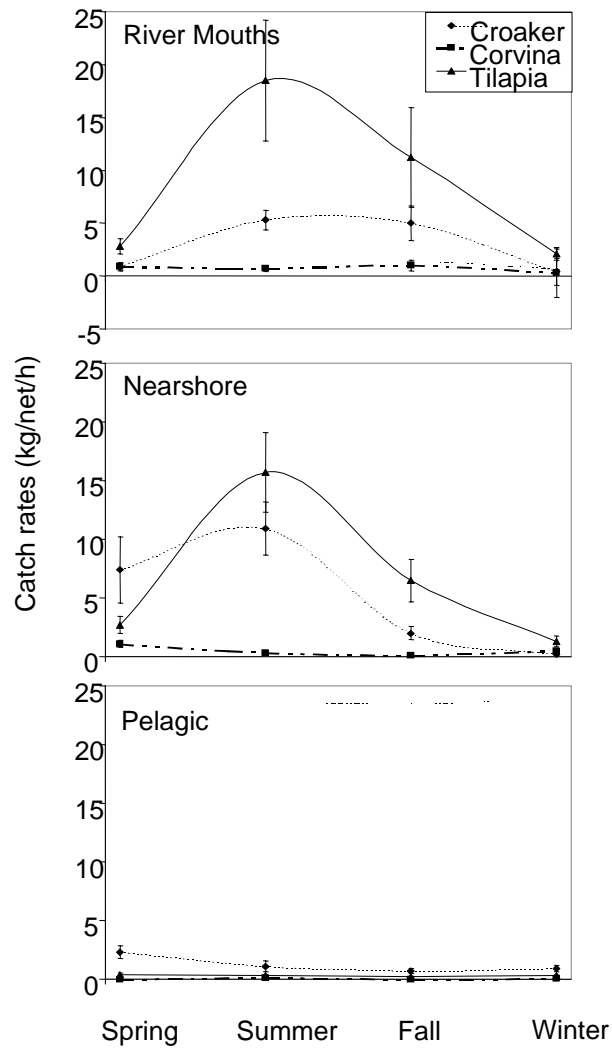 25
River Mouths
Croaker
Corvina
Tilapia
20
15
10
5
0
-5
25
Nearshore
20
15
10
5
0
Catch rates (kg/net/h)
25
Pelagic
20
15
10
5
0
Spring Summer Fall Winter